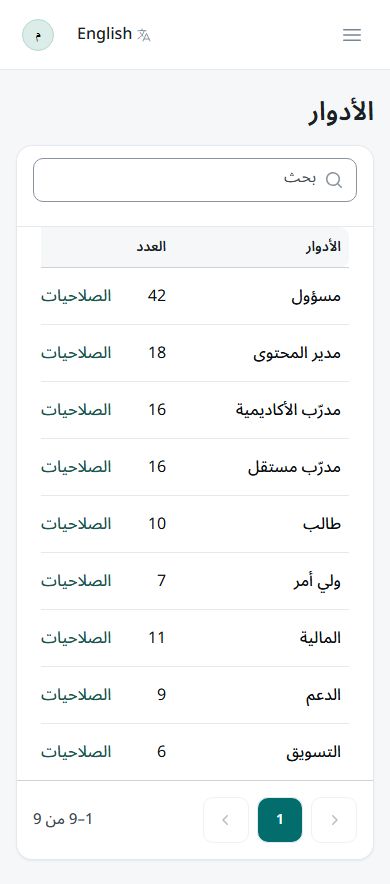 م
English
الأدوار
بحث
الأدوار العدد
مسؤول 42 الصلاحيات
مدير المحتوى 18 الصلاحيات
مدرّب الأكاديمية 16 الصلاحيات
مدرّب مستقل 16 الصلاحيات
طالب 10 الصلاحيات
ولي أمر 7 الصلاحيات
المالية 11 الصلاحيات
الدعم 9 الصلاحيات
التسويق 6 الصلاحيات
1
1–9 من 9